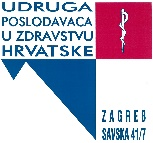 UDRUGA
POSLODAVACA
U ZDRAVSTVU
HRVATSKE
ZAGREB
SAVSKA 41/7